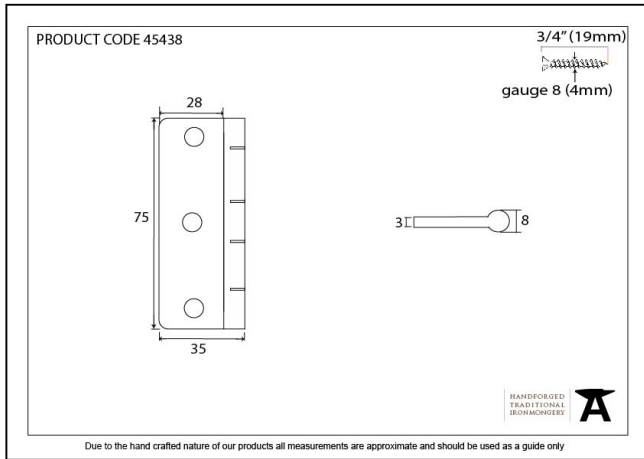 PRODUCT CODE 45438
3/4" (19mm)
gauge 8 (4mm)
28
75
35
3
8
HANDFORGED
TRADITIONAL
IRONMONGERY
Due to the hand crafted nature of our products all measurements are approximate and should be used as a guide only